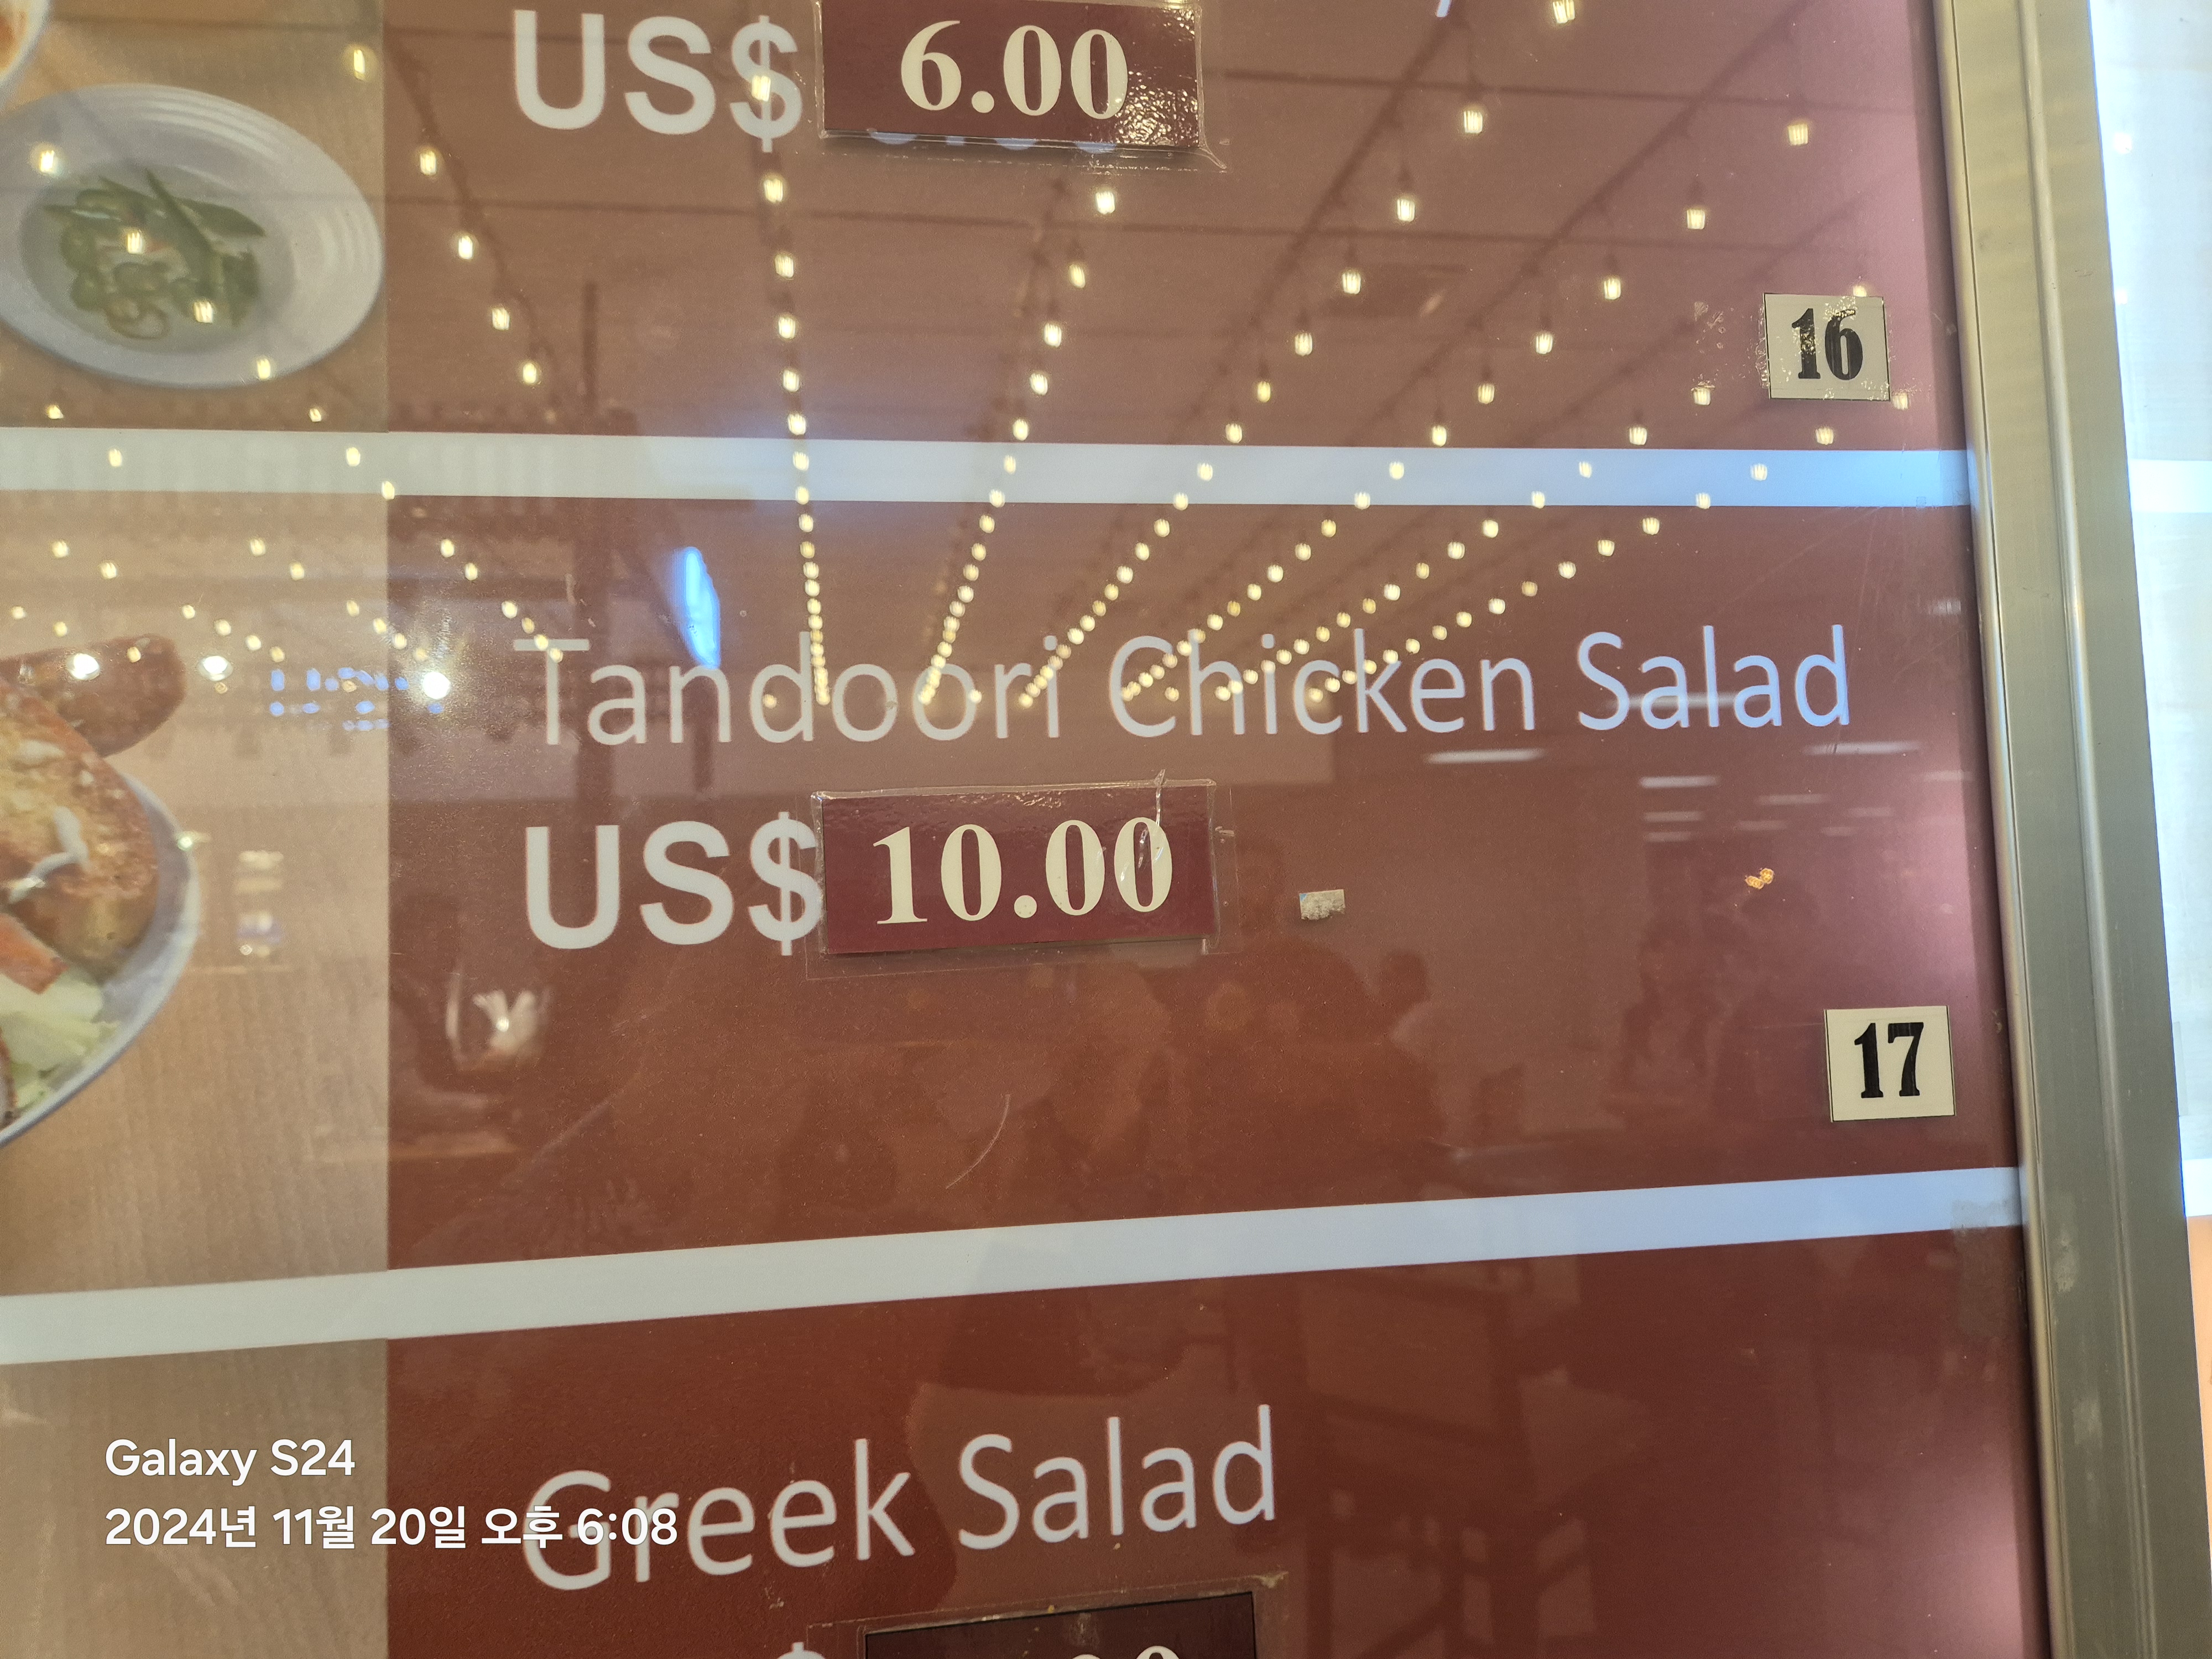 US$ 6.00
16
Tandoori Chicken Salad
US$ 10.00
17
Greek Salad
Galaxy S24
2024년 11월 20일 오후 6:08